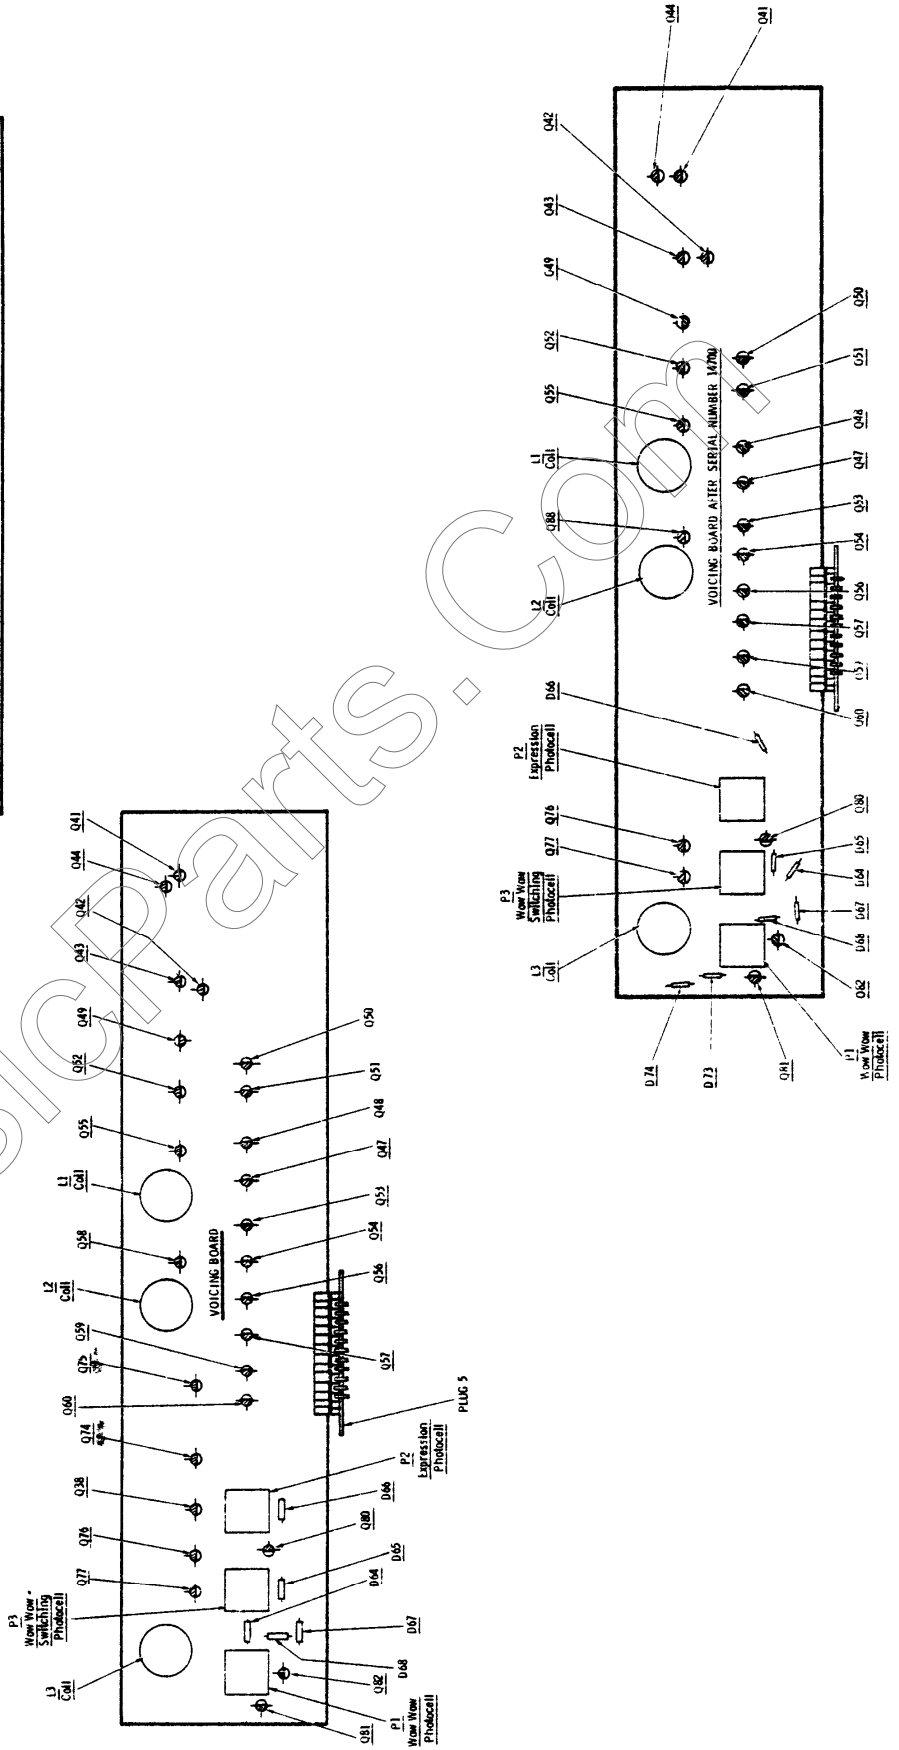 Q44
Q41
Q42
Q43
Q49
Q52
Q55
L1
Coil
Q88
L2
Coil
D66
P2
Expression
Photocell
Q76
Q77
P3
Wow Wow
Switching
Photocell
L3
Coil
VOICING BOARD AFTER SERIAL NUMBER 14700
Q50
Q51
Q48
Q47
Q53
Q54
Q56
Q57
Q60
Q80
D65
D64
D67
D68
Q82
P1
Wow Wow
Photocell
Q81
D73
D74
Q41
Q44
Q42
Q43
Q49
Q52
Q55
L1
Coil
Q58
L2
Coil
Q59
Q75
Q60
Q74
Q38
Q76
Q77
P3
Wow Wow
Switching
Photocell
L3
Coil
VOICING BOARD
Q50
Q51
Q48
Q47
Q53
Q54
Q56
Q57
PLUG 5
P2
Expression
Photocell
D66
Q80
D65
D64
D67
D68
Q82
P1
Wow Wow
Photocell
Q81
sicParts.Com